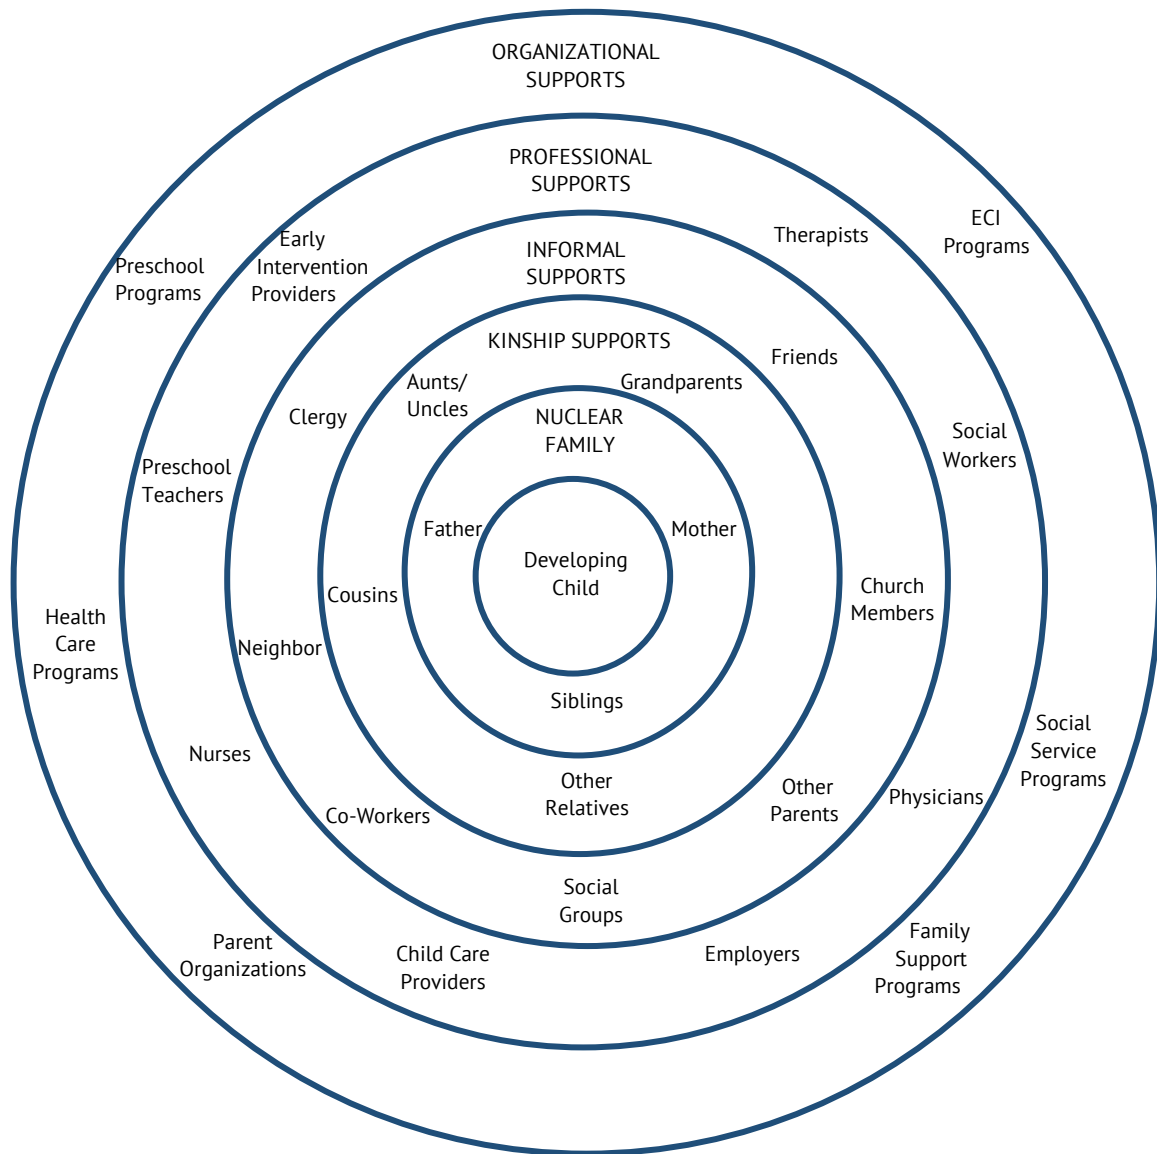 ORGANIZATIONAL
SUPPORTS
PROFESSIONAL
SUPPORTS
ECI
Programs
Therapists
Early
Intervention
Providers
Preschool
Programs
INFORMAL
SUPPORTS
KINSHIP SUPPORTS
Friends
Aunts/
Uncles
Grandparents
Clergy
NUCLEAR
FAMILY
Social
Workers
Preschool
Teachers
Father
Mother
Developing
Child
Cousins
Church
Members
Health
Care
Programs
Neighbor
Siblings
Social
Service
Programs
Nurses
Other
Relatives
Other
Parents
Physicians
Co-Workers
Social
Groups
Parent
Organizations
Child Care
Providers
Employers
Family
Support
Programs